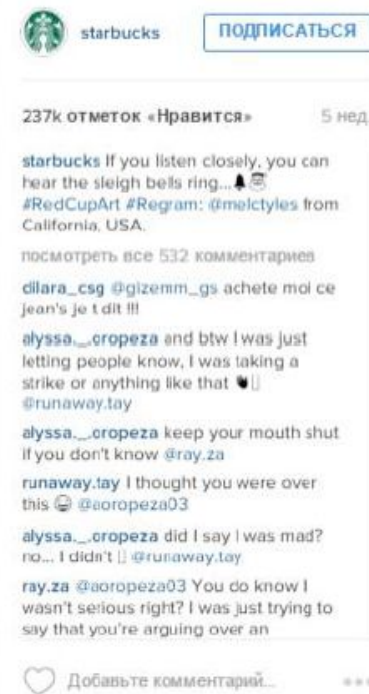 starbucks
ПОДПИСАТЬСЯ
237k отметок «Нравится»
5 нед
starbucks If you listen closely, you can
hear the sleigh bells ring...🔔🎅
#RedCupArt #Regram: @melctyles from
California, USA.
посмотреть все 532 комментариев
dilara_csg @gizemm_gs achete moi ce
jean's je t dit !!!
alyssa._.oropeza and btw I was just
letting people know, I was taking a
strike or anything like that
@runaway.tay
alyssa._.oropeza keep your mouth shut
if you don't know @ray.za
runaway.tay I thought you were over
this @aoropeza03
alyssa._.oropeza did I say I was mad?
no... I didn't @runaway.tay
ray.za @aoropeza03 You do know I
wasn't serious right? I was just trying to
say that you're arguing over an
Добавьте комментарий...